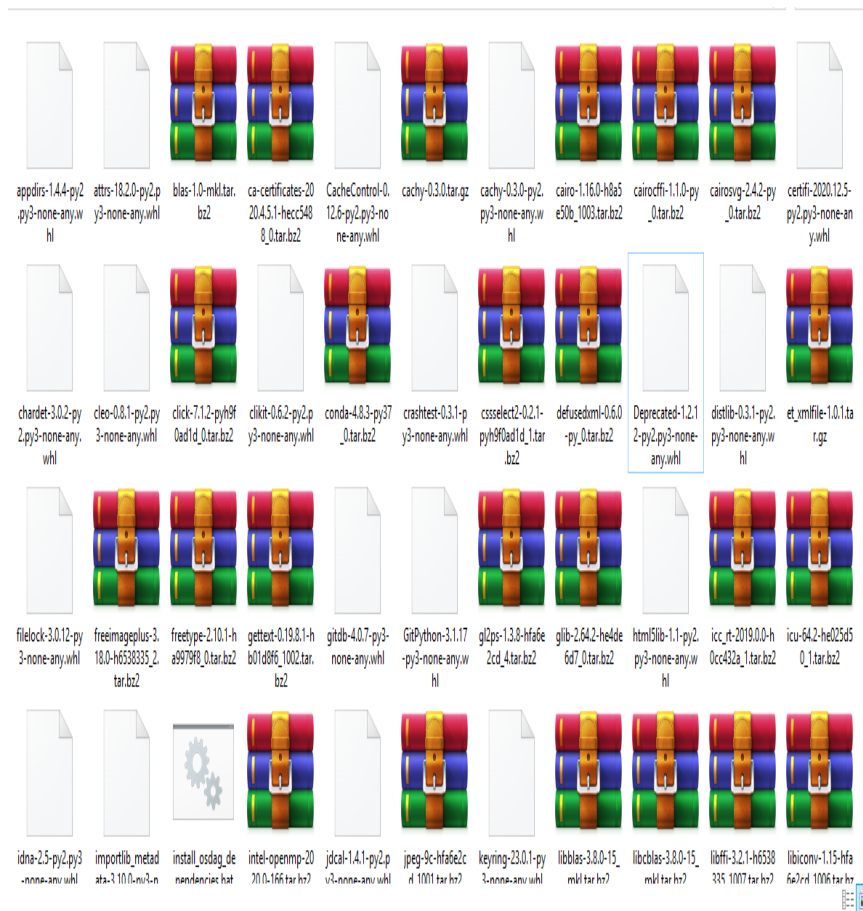 appdirs-1.4.4-py2
.py3-none-any.w
hl
attrs-18.2.0-py2.p
y3-none-any.whl
blas-1.0-mkl.tar.
bz2
ca-certificates-20
20.4.5.1-hecc548
8_0.tar.bz2
CacheControl-0.
12.6-py2.py3-no
ne-any.whl
cachy-0.3.0.tar.gz
cachy-0.3.0-py2.
py3-none-any.w
hl
cairo-1.16.0-h8a5
e50b_1003.tar.bz2
cairocffi-1.1.0-py
_0.tar.bz2
cairosvg-2.4.2-py
_0.tar.bz2
certifi-2020.12.5-
py2.py3-none-an
y.whl
chardet-3.0.2-py
2.py3-none-any.
whl
cleo-0.8.1-py2.py
3-none-any.whl
click-7.1.2-pyh9f
0ad1d_0.tar.bz2
clikit-0.6.2-py2.p
y3-none-any.whl
conda-4.8.3-py37
_0.tar.bz2
crashtest-0.3.1-p
y3-none-any.whl
cssselect2-0.2.1-
pyh9f0ad1d_1.tar
.bz2
defusedxml-0.6.0
-py_0.tar.bz2
Deprecated-1.2.1
2-py2.py3-none-
any.whl
distlib-0.3.1-py2.
py3-none-any.w
hl
et_xmlfile-1.0.1.ta
r.gz
filelock-3.0.12-py
3-none-any.whl
freeimageplus-3.
18.0-h6538335_2.
tar.bz2
freetype-2.10.1-h
a9979f8_0.tar.bz2
gettext-0.19.8.1-h
b01d8f6_1002.tar.
bz2
gitdb-4.0.7-py3-
none-any.whl
GitPython-3.1.17
-py3-none-any.w
hl
gl2ps-1.3.8-hfa6e
2cd_4.tar.bz2
glib-2.64.2-he4de
6d7_0.tar.bz2
html5lib-1.1-py2.
py3-none-any.w
hl
icc_rt-2019.0.0-h
0cc432a_1.tar.bz2
icu-64.2-he025d5
0_1.tar.bz2
idna-2.5-py2.py3
-none-any.whl
importlib_metad
ata-3.10.0-py3-n
install_osdag_de
pendencies.bat
intel-openmp-20
20.0-166.tar.bz2
jdcal-1.4.1-py2.p
y3-none-any.whl
jpeg-9c-hfa6e2c
d_1001.tar.bz2
keyring-23.0.1-py
3-none-any.whl
libblas-3.8.0-15_
mkl.tar.bz2
libcblas-3.8.0-15_
mkl.tar.bz2
libffi-3.2.1-h6538
335_1007.tar.bz2
libiconv-1.15-hfa
6e2cd_1006.tar.bz